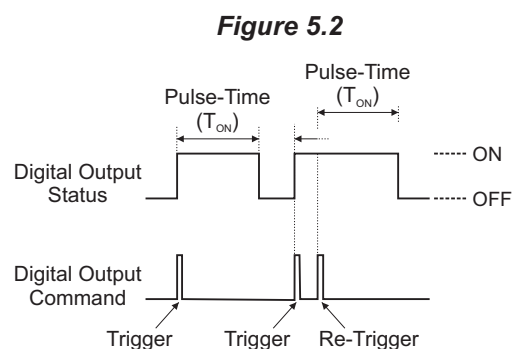 Figure 5.2
Pulse-Time
(TON)
Pulse-Time
(TON)
Digital Output
Status
ON
OFF
Digital Output
Command
Trigger
Trigger
Re-Trigger